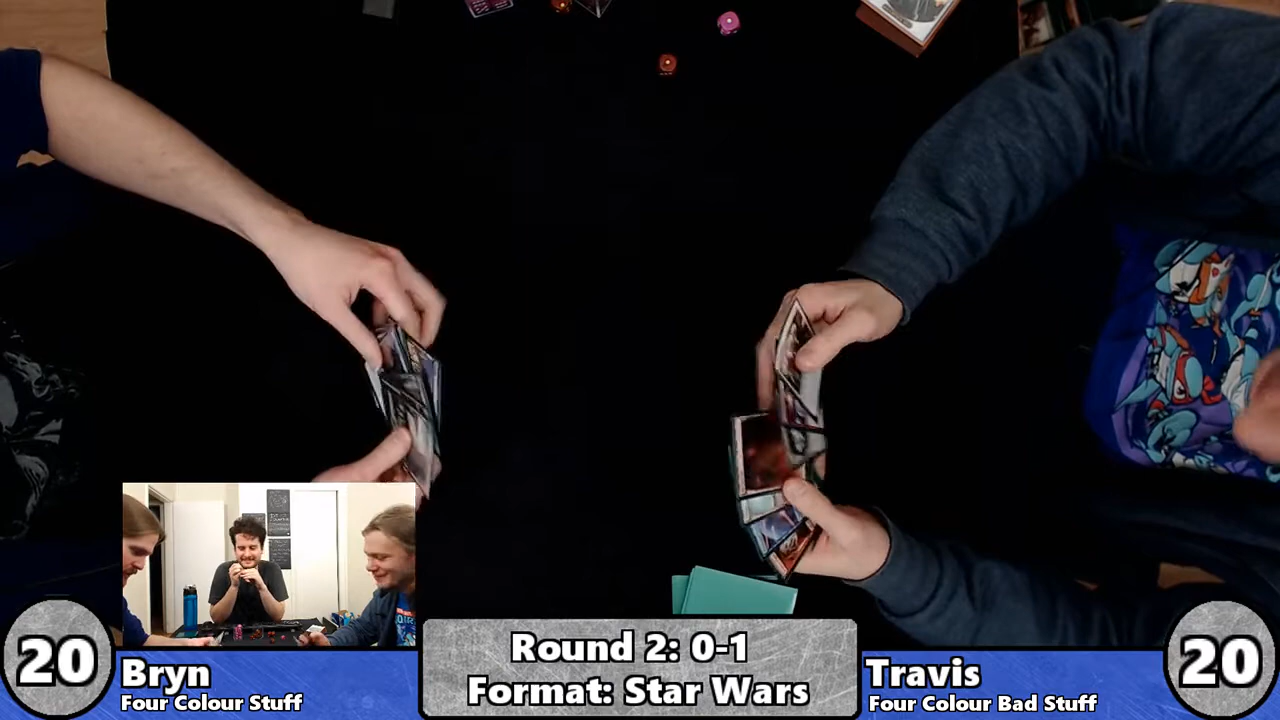 20
Bryn
Four Colour Stuff
Round 2: 0-1
Format: Star Wars
Travis
Four Colour Bad Stuff
20